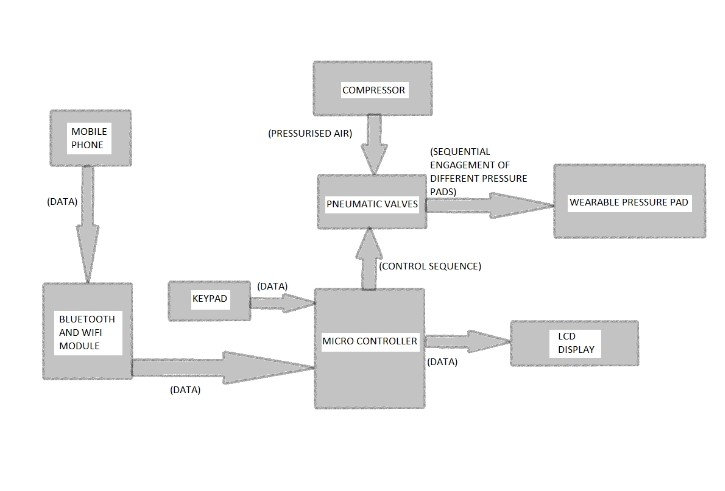 COMPRESSOR
MOBILE
PHONE
(PRESSURISED AIR)
(SEQUENTIAL
ENGAGEMENT OF
DIFFERENT PRESSURE
PADS)
(DATA)
PNEUMATIC VALVES
WEARABLE PRESSURE PAD
(CONTROL SEQUENCE)
(DATA)
KEYPAD
BLUETOOTH
AND WIFI
MODULE
MICRO CONTROLLER
LCD
DISPLAY
(DATA)
(DATA)